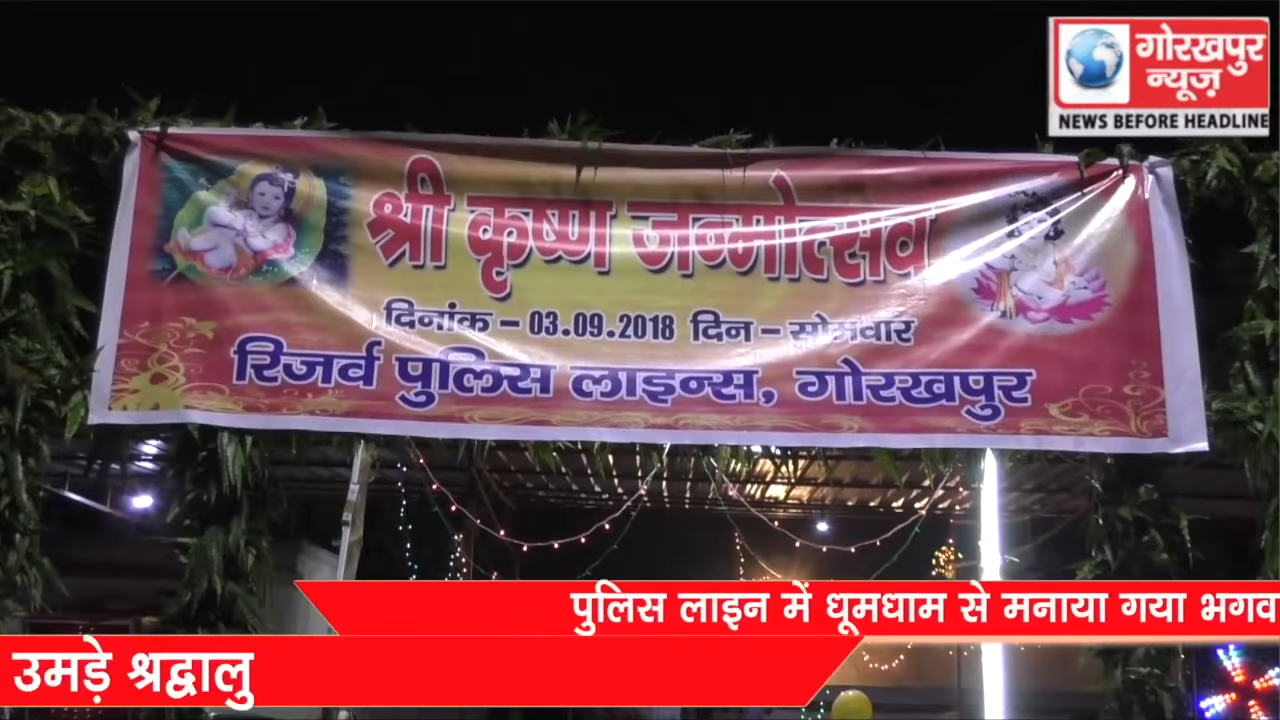 गोरखपुर
न्यूज़
NEWS BEFORE HEADLINE
श्री कृष्ण जन्मोत्सव
दिनांक – 03.09.2018 दिन – सोमवार
रिजर्व पुलिस लाइन्स, गोरखपुर
पुलिस लाइन में धूमधाम से मनाया गया भगव
उमड़े श्रद्वालु